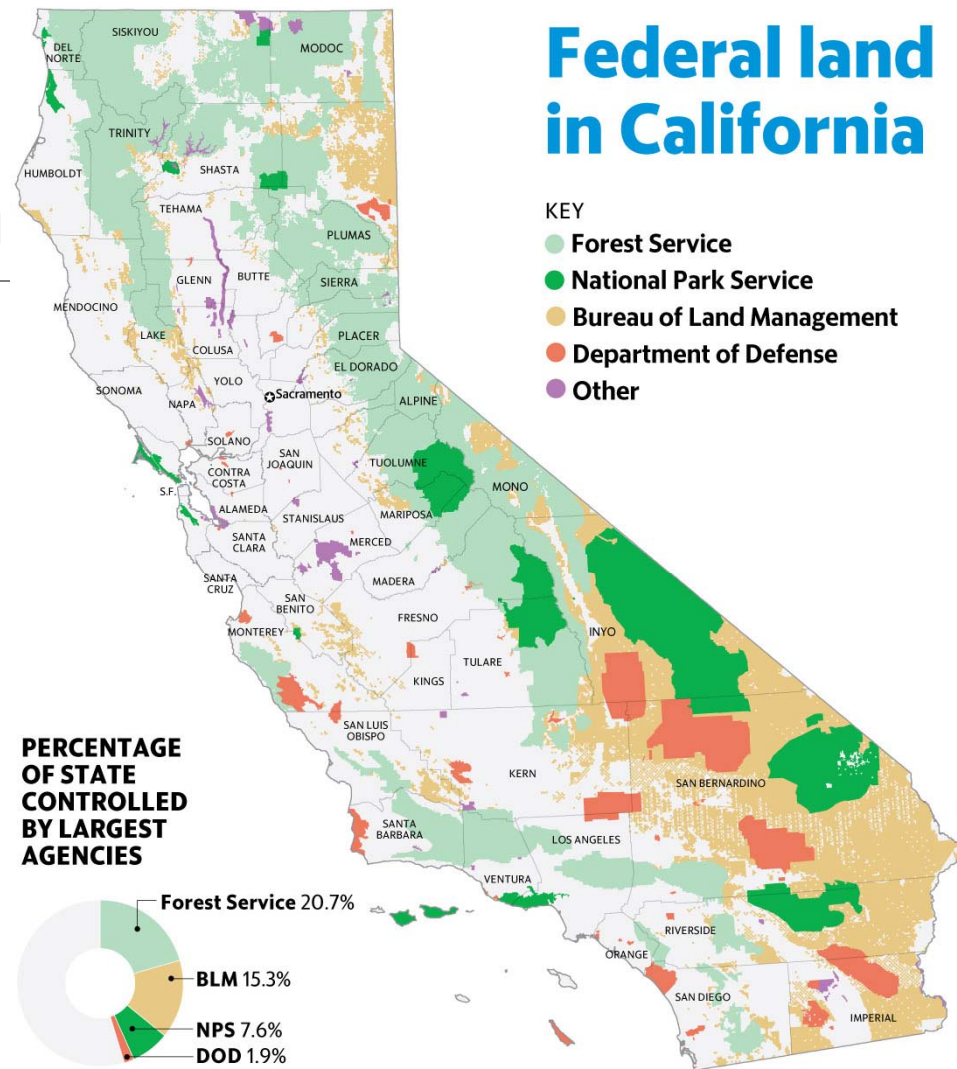 Federal land
in California
KEY
Forest Service
National Park Service
Bureau of Land Management
Department of Defense
Other
DEL
NORTE
SISKIYOU
MODOC
TRINITY
HUMBOLDT
SHASTA
TEHAMA
PLUMAS
GLENN
BUTTE
SIERRA
MENDOCINO
LAKE
COLUSA
PLACER
EL DORADO
YOLO
SONOMA
NAPA
Sacramento
ALPINE
SOLANO
SAN
JOAQUIN
TUOLUMNE
CONTRA
COSTA
MONO
S.F.
ALAMEDA
STANISLAUS
MARIPOSA
SANTA
CLARA
MERCED
SANTA
CRUZ
MADERA
SAN
BENITO
FRESNO
MONTEREY
INYO
TULARE
KINGS
SAN LUIS
OBISPO
KERN
SAN BERNARDINO
SANTA
BARBARA
LOS ANGELES
VENTURA
RIVERSIDE
ORANGE
SAN DIEGO
IMPERIAL
PERCENTAGE
OF STATE
CONTROLLED
BY LARGEST
AGENCIES
Forest Service 20.7%
BLM 15.3%
NPS 7.6%
DOD 1.9%